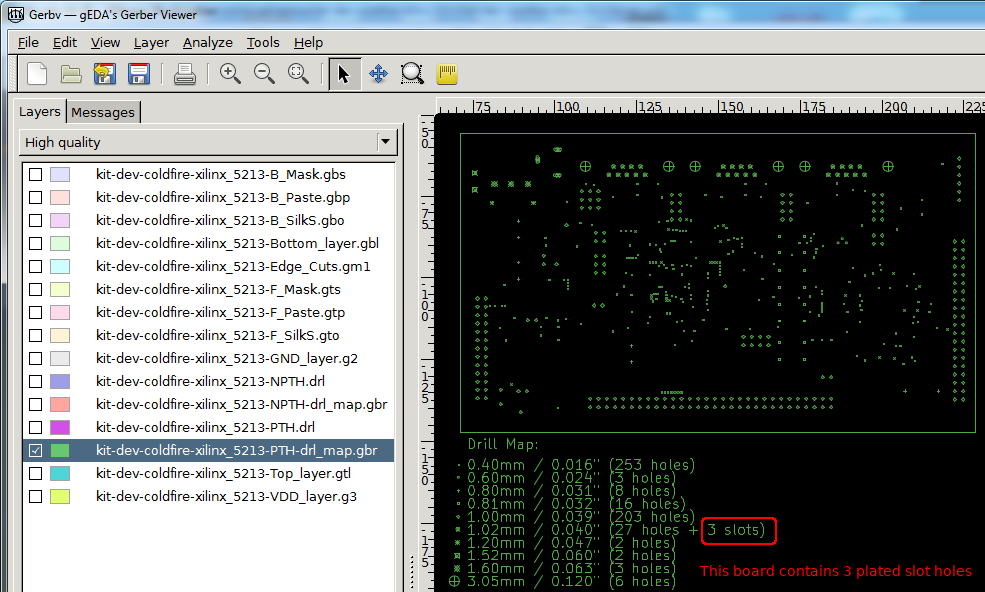 Gerbv — gEDA's Gerber Viewer
File Edit View Layer Analyze Tools Help
Layers Messages
High quality
kit-dev-coldfire-xilinx_5213-B_Mask.gbs
kit-dev-coldfire-xilinx_5213-B_Paste.gbp
kit-dev-coldfire-xilinx_5213-B_SilkS.gbo
kit-dev-coldfire-xilinx_5213-Bottom_layer.gbl
kit-dev-coldfire-xilinx_5213-Edge_Cuts.gm1
kit-dev-coldfire-xilinx_5213-F_Mask.gts
kit-dev-coldfire-xilinx_5213-F_Paste.gtp
kit-dev-coldfire-xilinx_5213-F_SilkS.gto
kit-dev-coldfire-xilinx_5213-GND_layer.g2
kit-dev-coldfire-xilinx_5213-NPTH.drl
kit-dev-coldfire-xilinx_5213-NPTH-drl_map.gbr
kit-dev-coldfire-xilinx_5213-PTH.drl
kit-dev-coldfire-xilinx_5213-PTH-drl_map.gbr
kit-dev-coldfire-xilinx_5213-Top_layer.gtl
kit-dev-coldfire-xilinx_5213-VDD_layer.g3
75 100 125 150 175 200 225
50
75
100
125
150
175
Drill Map:
0.40mm / 0.016" (253 holes)
0.60mm / 0.024" (3 holes)
0.80mm / 0.031" (8 holes)
0.81mm / 0.032" (16 holes)
1.00mm / 0.039" (203 holes)
1.02mm / 0.040" (27 holes + 3 slots)
1.20mm / 0.047" (2 holes)
1.52mm / 0.060" (2 holes)
1.60mm / 0.063" (3 holes)
3.05mm / 0.120" (6 holes)
This board contains 3 plated slot holes